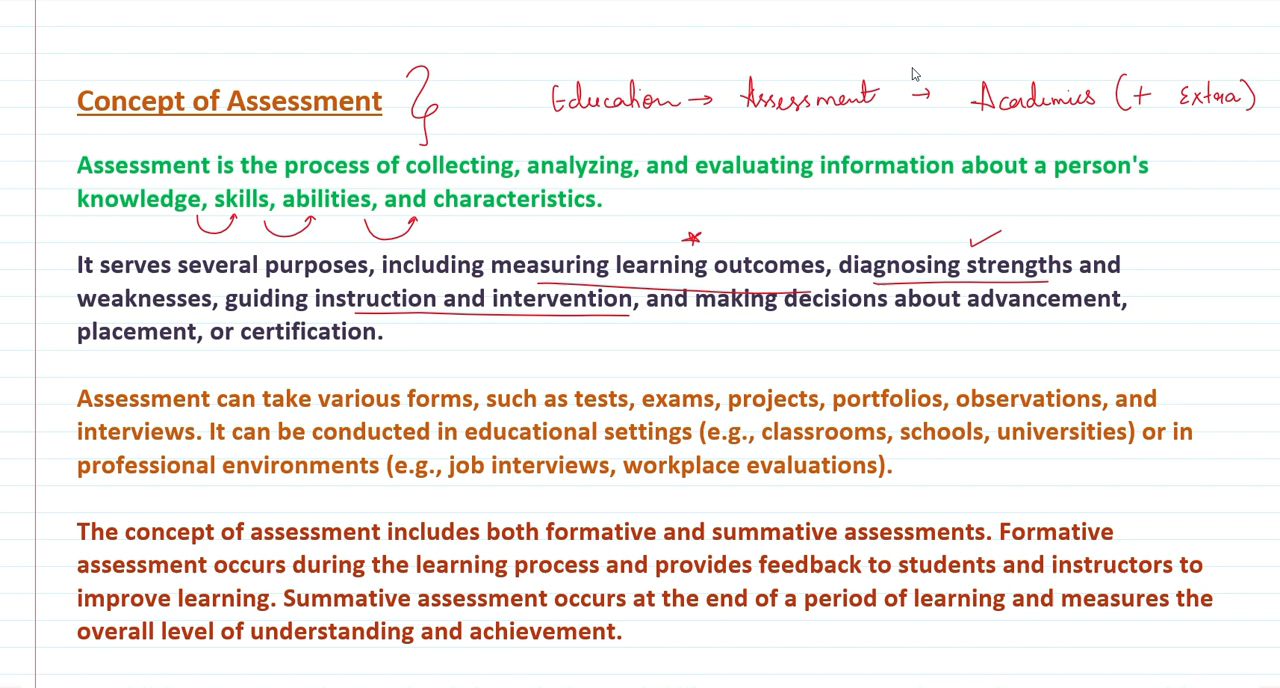 Concept of Assessment Education → Assessment → Academics (+ Extra)
Assessment is the process of collecting, analyzing, and evaluating information about a person's
knowledge, skills, abilities, and characteristics.
It serves several purposes, including measuring learning outcomes, diagnosing strengths and
weaknesses, guiding instruction and intervention, and making decisions about advancement,
placement, or certification.
Assessment can take various forms, such as tests, exams, projects, portfolios, observations, and
interviews. It can be conducted in educational settings (e.g., classrooms, schools, universities) or in
professional environments (e.g., job interviews, workplace evaluations).
The concept of assessment includes both formative and summative assessments. Formative
assessment occurs during the learning process and provides feedback to students and instructors to
improve learning. Summative assessment occurs at the end of a period of learning and measures the
overall level of understanding and achievement.